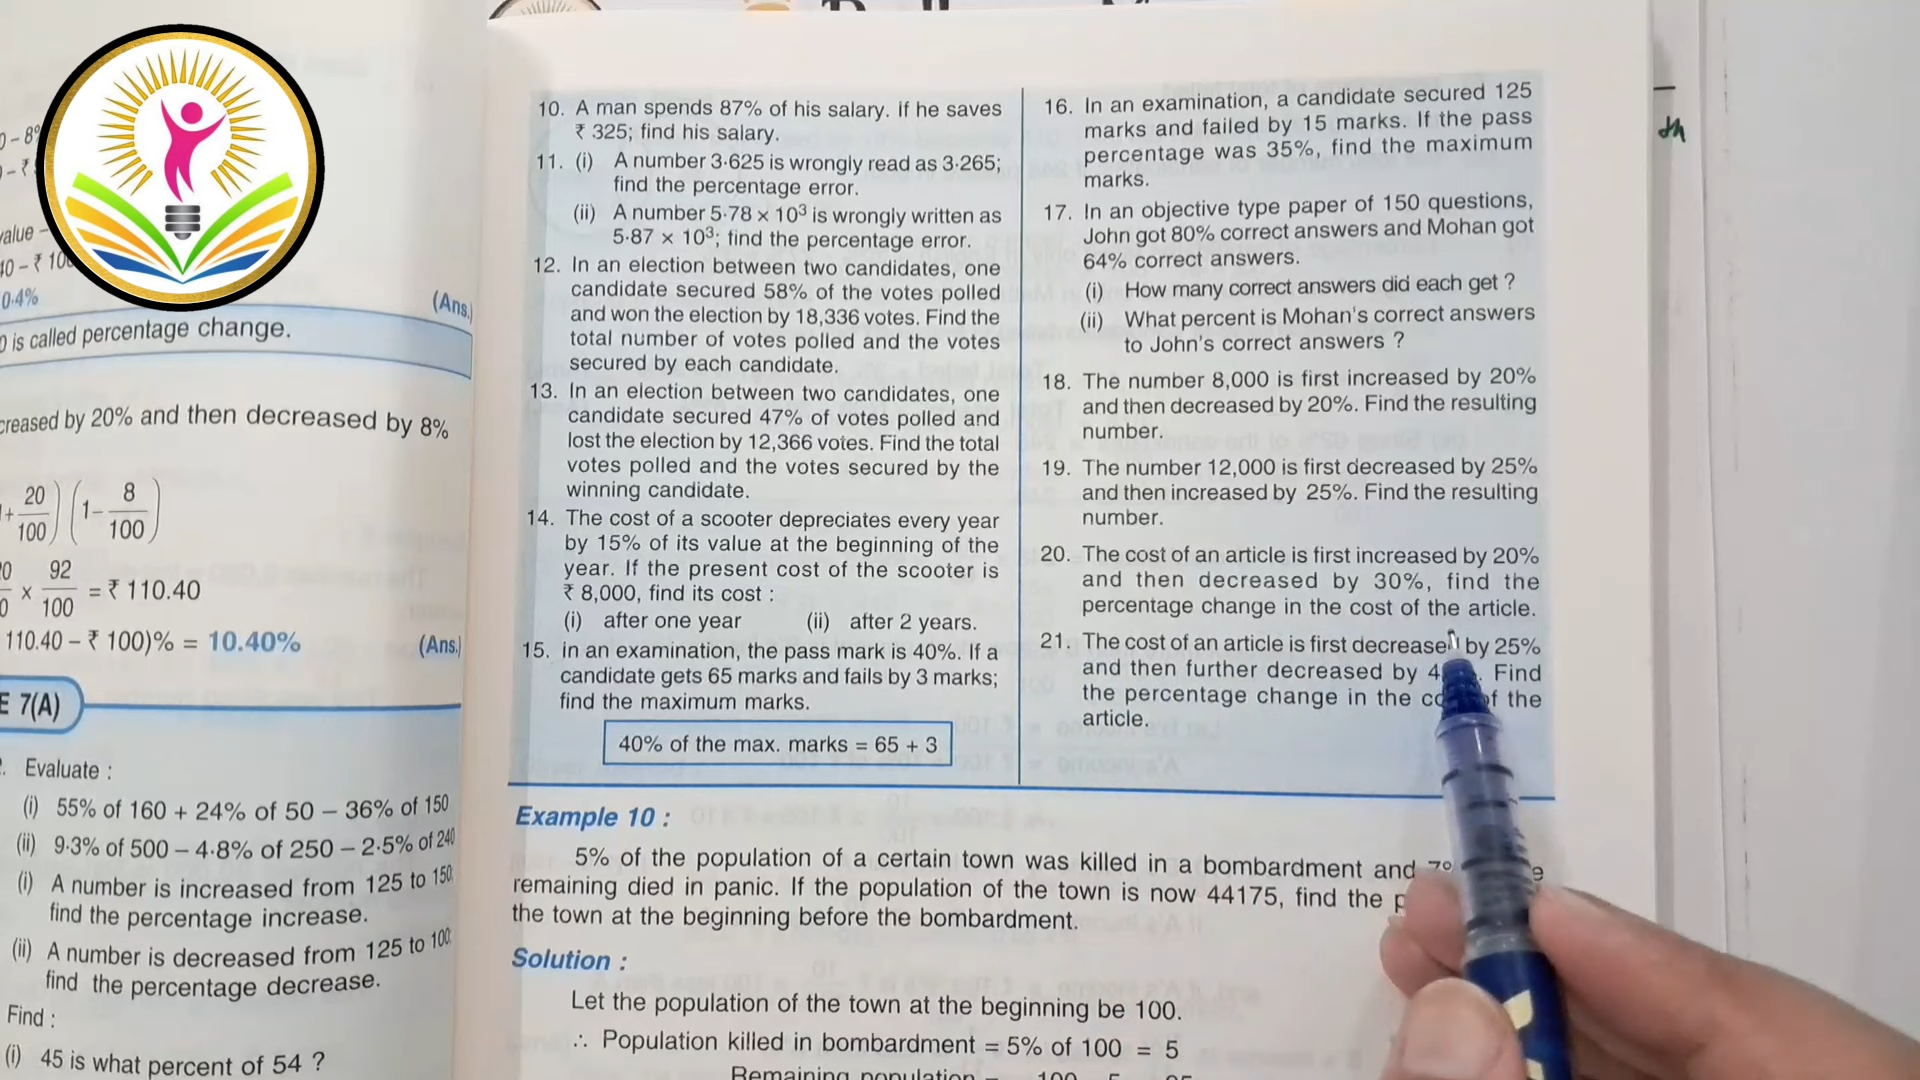 0 – 8%
– ₹
value –
40 – ₹ 100
0·4%
(Ans.)
0 is called percentage change.
creased by 20% and then decreased by 8%
+ 20/100) (1 – 8/100)
× 92/100 = ₹ 110.40
110.40 – ₹ 100)% = 10.40%
(Ans.)
E 7(A)
. Evaluate :
(i) 55% of 160 + 24% of 50 – 36% of 150
(ii) 9·3% of 500 – 4·8% of 250 – 2·5% of 240
(i) A number is increased from 125 to 150;
find the percentage increase.
(ii) A number is decreased from 125 to 100;
find the percentage decrease.
Find :
(i) 45 is what percent of 54 ?
10. A man spends 87% of his salary. If he saves
₹ 325; find his salary.
11. (i) A number 3·625 is wrongly read as 3·265;
find the percentage error.
(ii) A number 5·78 × 10³ is wrongly written as
5·87 × 10³; find the percentage error.
12. In an election between two candidates, one
candidate secured 58% of the votes polled
and won the election by 18,336 votes. Find the
total number of votes polled and the votes
secured by each candidate.
13. In an election between two candidates, one
candidate secured 47% of votes polled and
lost the election by 12,366 votes. Find the total
votes polled and the votes secured by the
winning candidate.
14. The cost of a scooter depreciates every year
by 15% of its value at the beginning of the
year. If the present cost of the scooter is
₹ 8,000, find its cost :
(i) after one year (ii) after 2 years.
15. In an examination, the pass mark is 40%. If a
candidate gets 65 marks and fails by 3 marks;
find the maximum marks.
40% of the max. marks = 65 + 3
16. In an examination, a candidate secured 125
marks and failed by 15 marks. If the pass
percentage was 35%, find the maximum
marks.
17. In an objective type paper of 150 questions,
John got 80% correct answers and Mohan got
64% correct answers.
(i) How many correct answers did each get ?
(ii) What percent is Mohan's correct answers
to John's correct answers ?
18. The number 8,000 is first increased by 20%
and then decreased by 20%. Find the resulting
number.
19. The number 12,000 is first decreased by 25%
and then increased by 25%. Find the resulting
number.
20. The cost of an article is first increased by 20%
and then decreased by 30%, find the
percentage change in the cost of the article.
21. The cost of an article is first decreased by 25%
and then further decreased by 4 . Find
the percentage change in the of the
article.
Example 10 :
5% of the population of a certain town was killed in a bombardment and 7%
remaining died in panic. If the population of the town is now 44175, find the
the town at the beginning before the bombardment.
Solution :
Let the population of the town at the beginning be 100.
∴ Population killed in bombardment = 5% of 100 = 5
Remaining population = 100 – 5 = 95